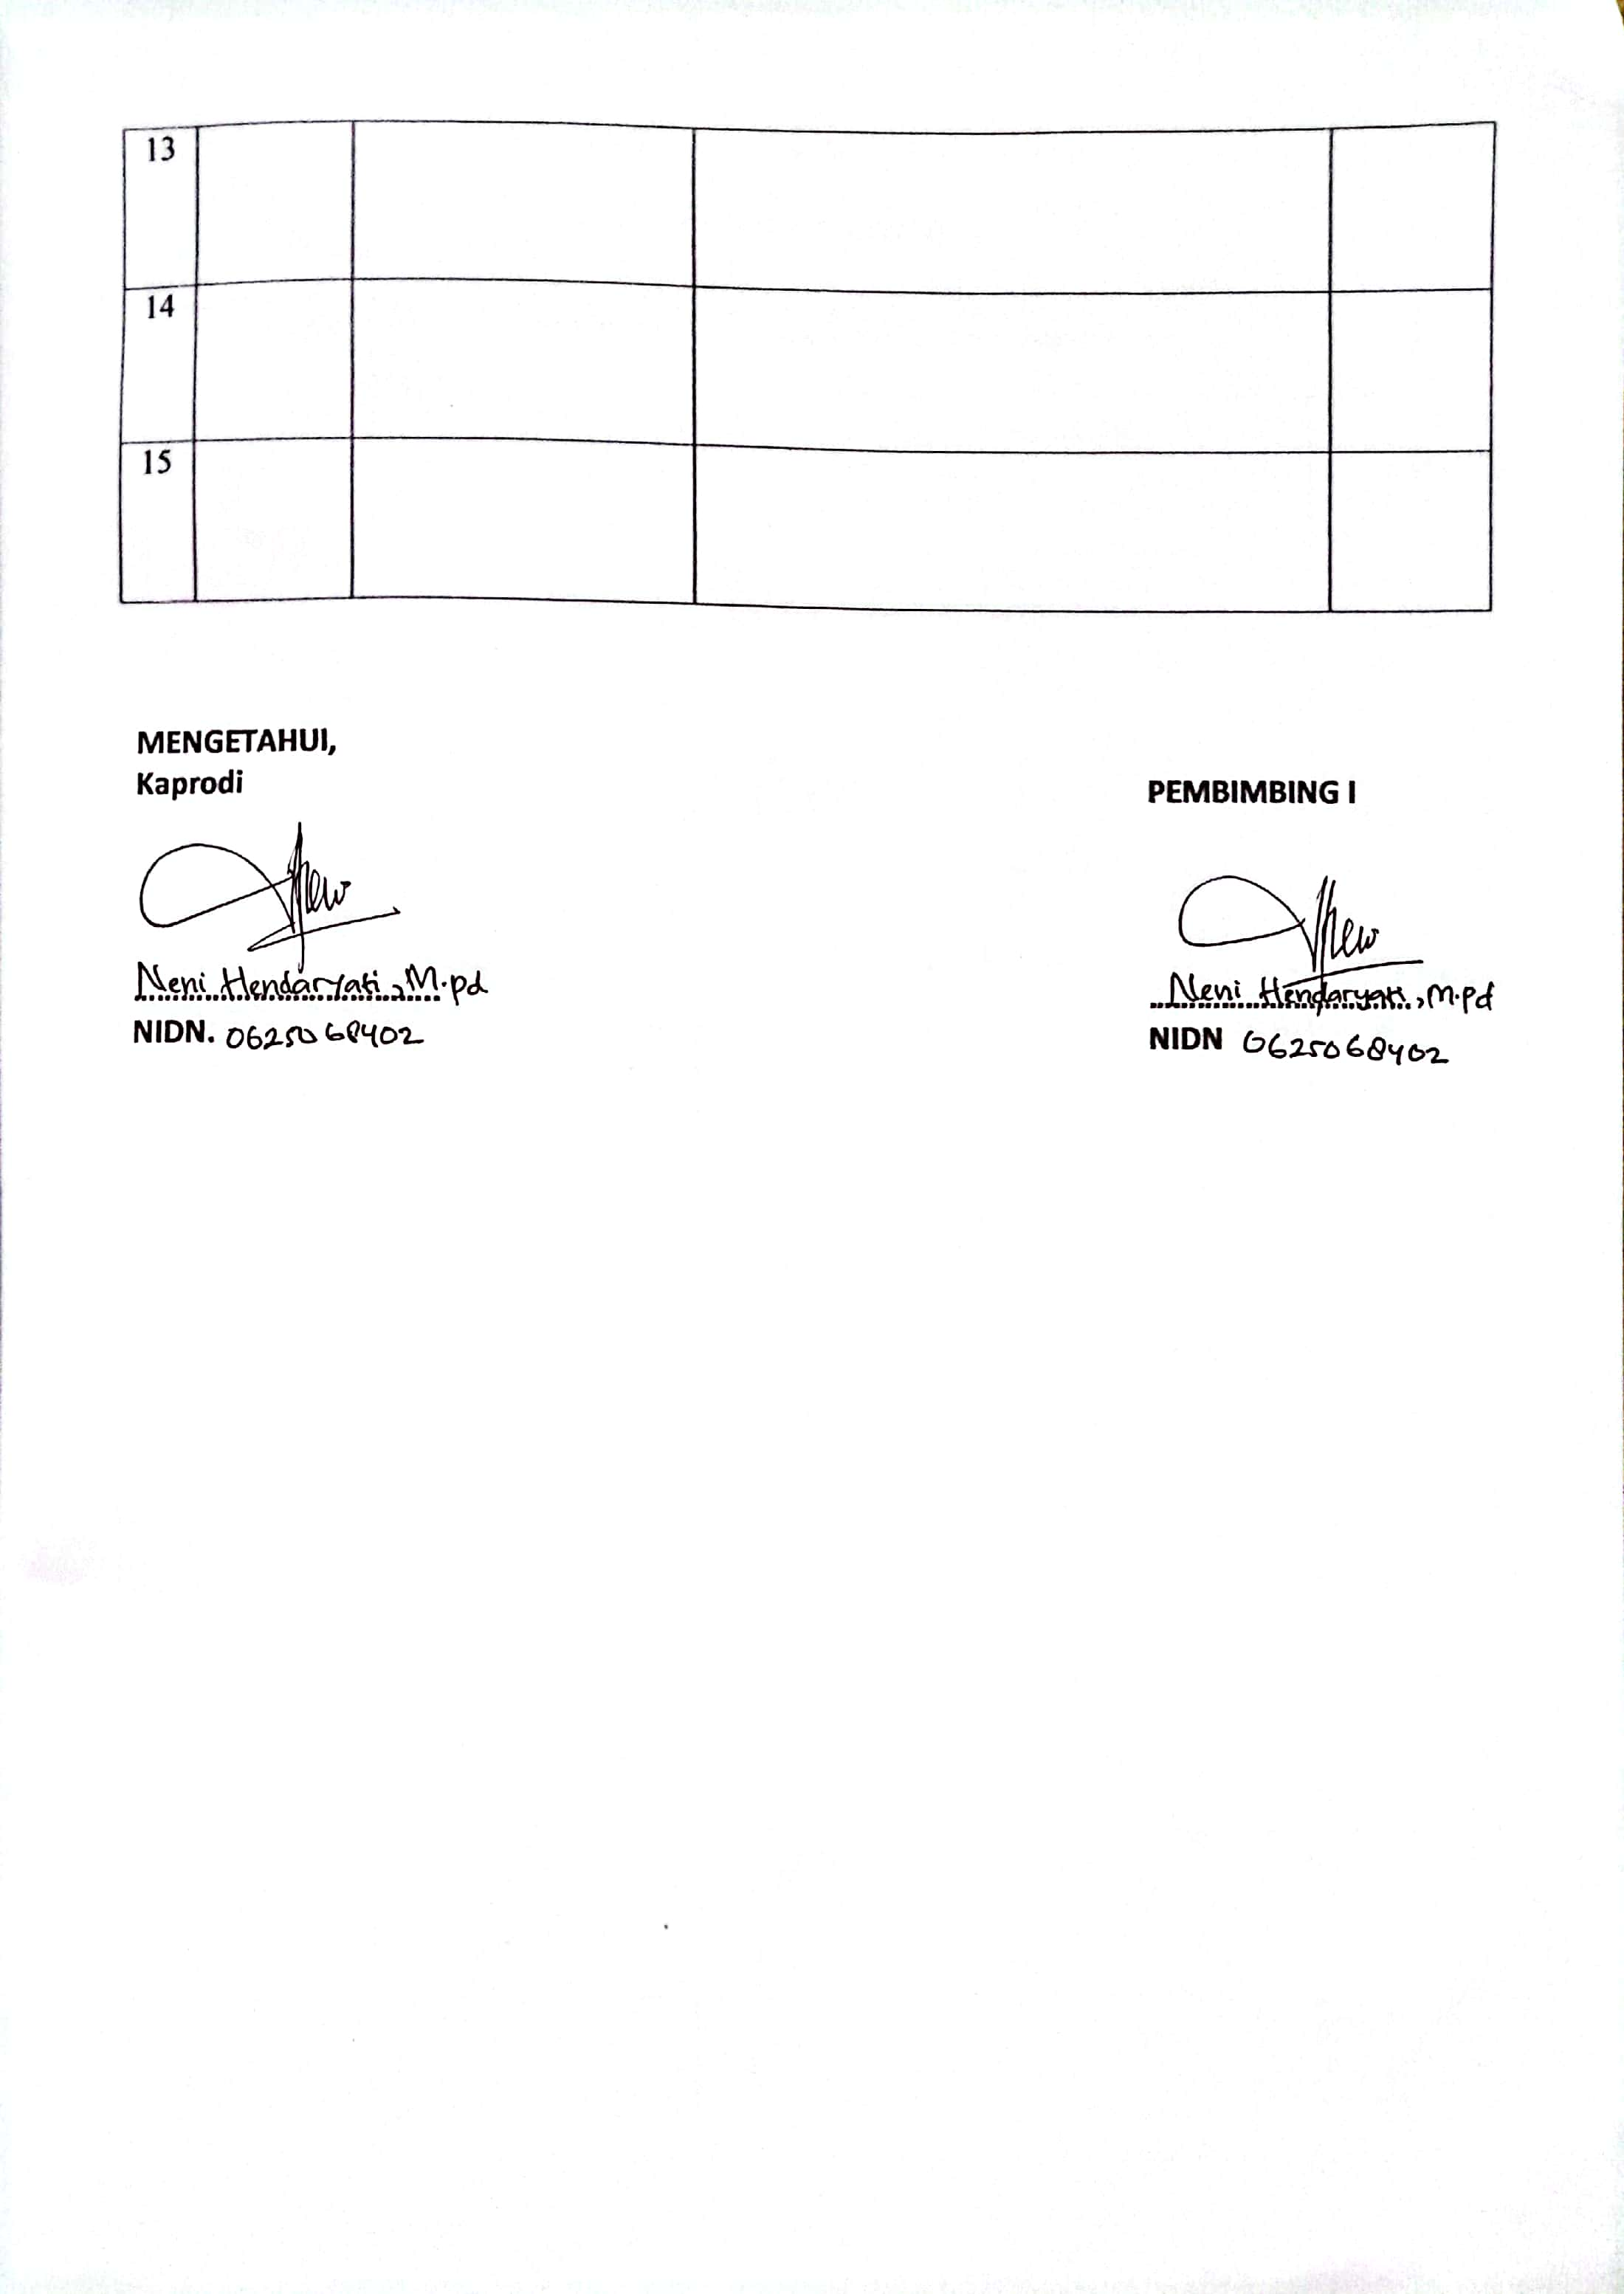 13
14
15
MENGETAHUI,
Kaprodi
PEMBIMBING I
Neni Hendaryati, M.pd
NIDN. 0625068402
Neni Hendaryati, M.pd
NIDN 0625068402